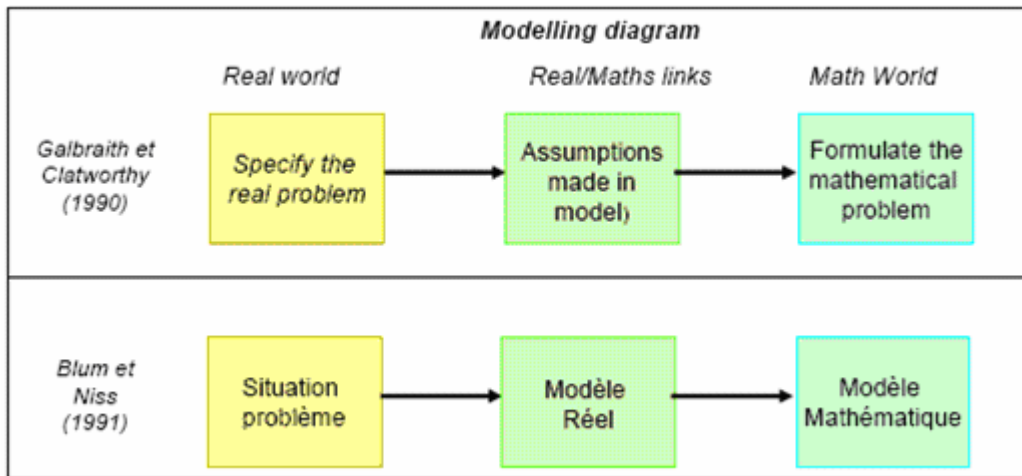 Modelling diagram
Real world
Real/Maths links
Math World
Galbraith et
Clatworthy
(1990)
Specify the
real problem
Assumptions
made in
model)
Formulate the
mathematical
problem
Blum et
Niss
(1991)
Situation
problème
Modèle
Réel
Modèle
Mathématique